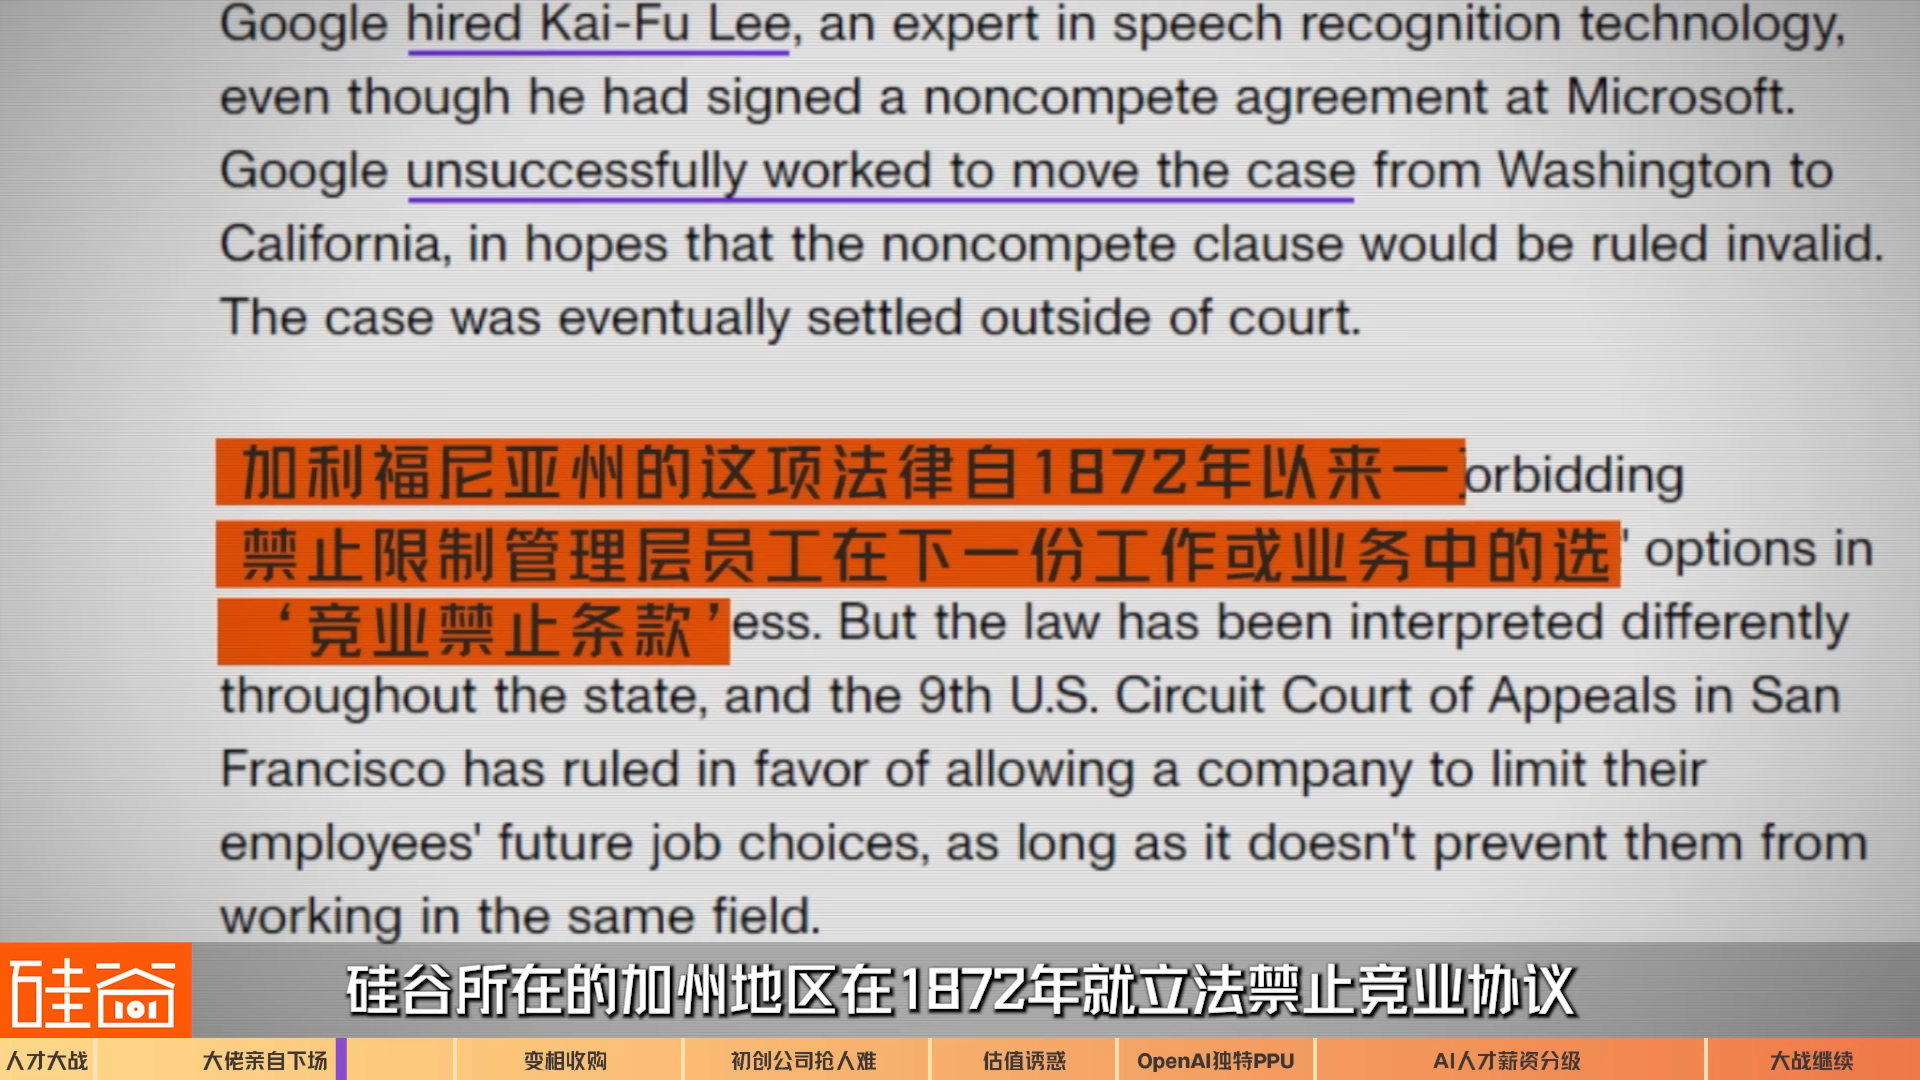 Google hired Kai-Fu Lee, an expert in speech recognition technology,
even though he had signed a noncompete agreement at Microsoft.
Google unsuccessfully worked to move the case from Washington to
California, in hopes that the noncompete clause would be ruled invalid.
The case was eventually settled outside of court.
加利福尼亚州的这项法律自1872年以来一 orbidding
禁止限制管理层员工在下一份工作或业务中的选 ' options in
‘竞业禁止条款’ ess. But the law has been interpreted differently
throughout the state, and the 9th U.S. Circuit Court of Appeals in San
Francisco has ruled in favor of allowing a company to limit their
employees' future job choices, as long as it doesn't prevent them from
working in the same field.
硅谷101 硅谷所在的加州地区在1872年就立法禁止竞业协议
人才大战 大佬亲自下场 变相收购 初创公司抢人难 估值诱惑 OpenAI独特PPU AI人才薪资分级 大战继续